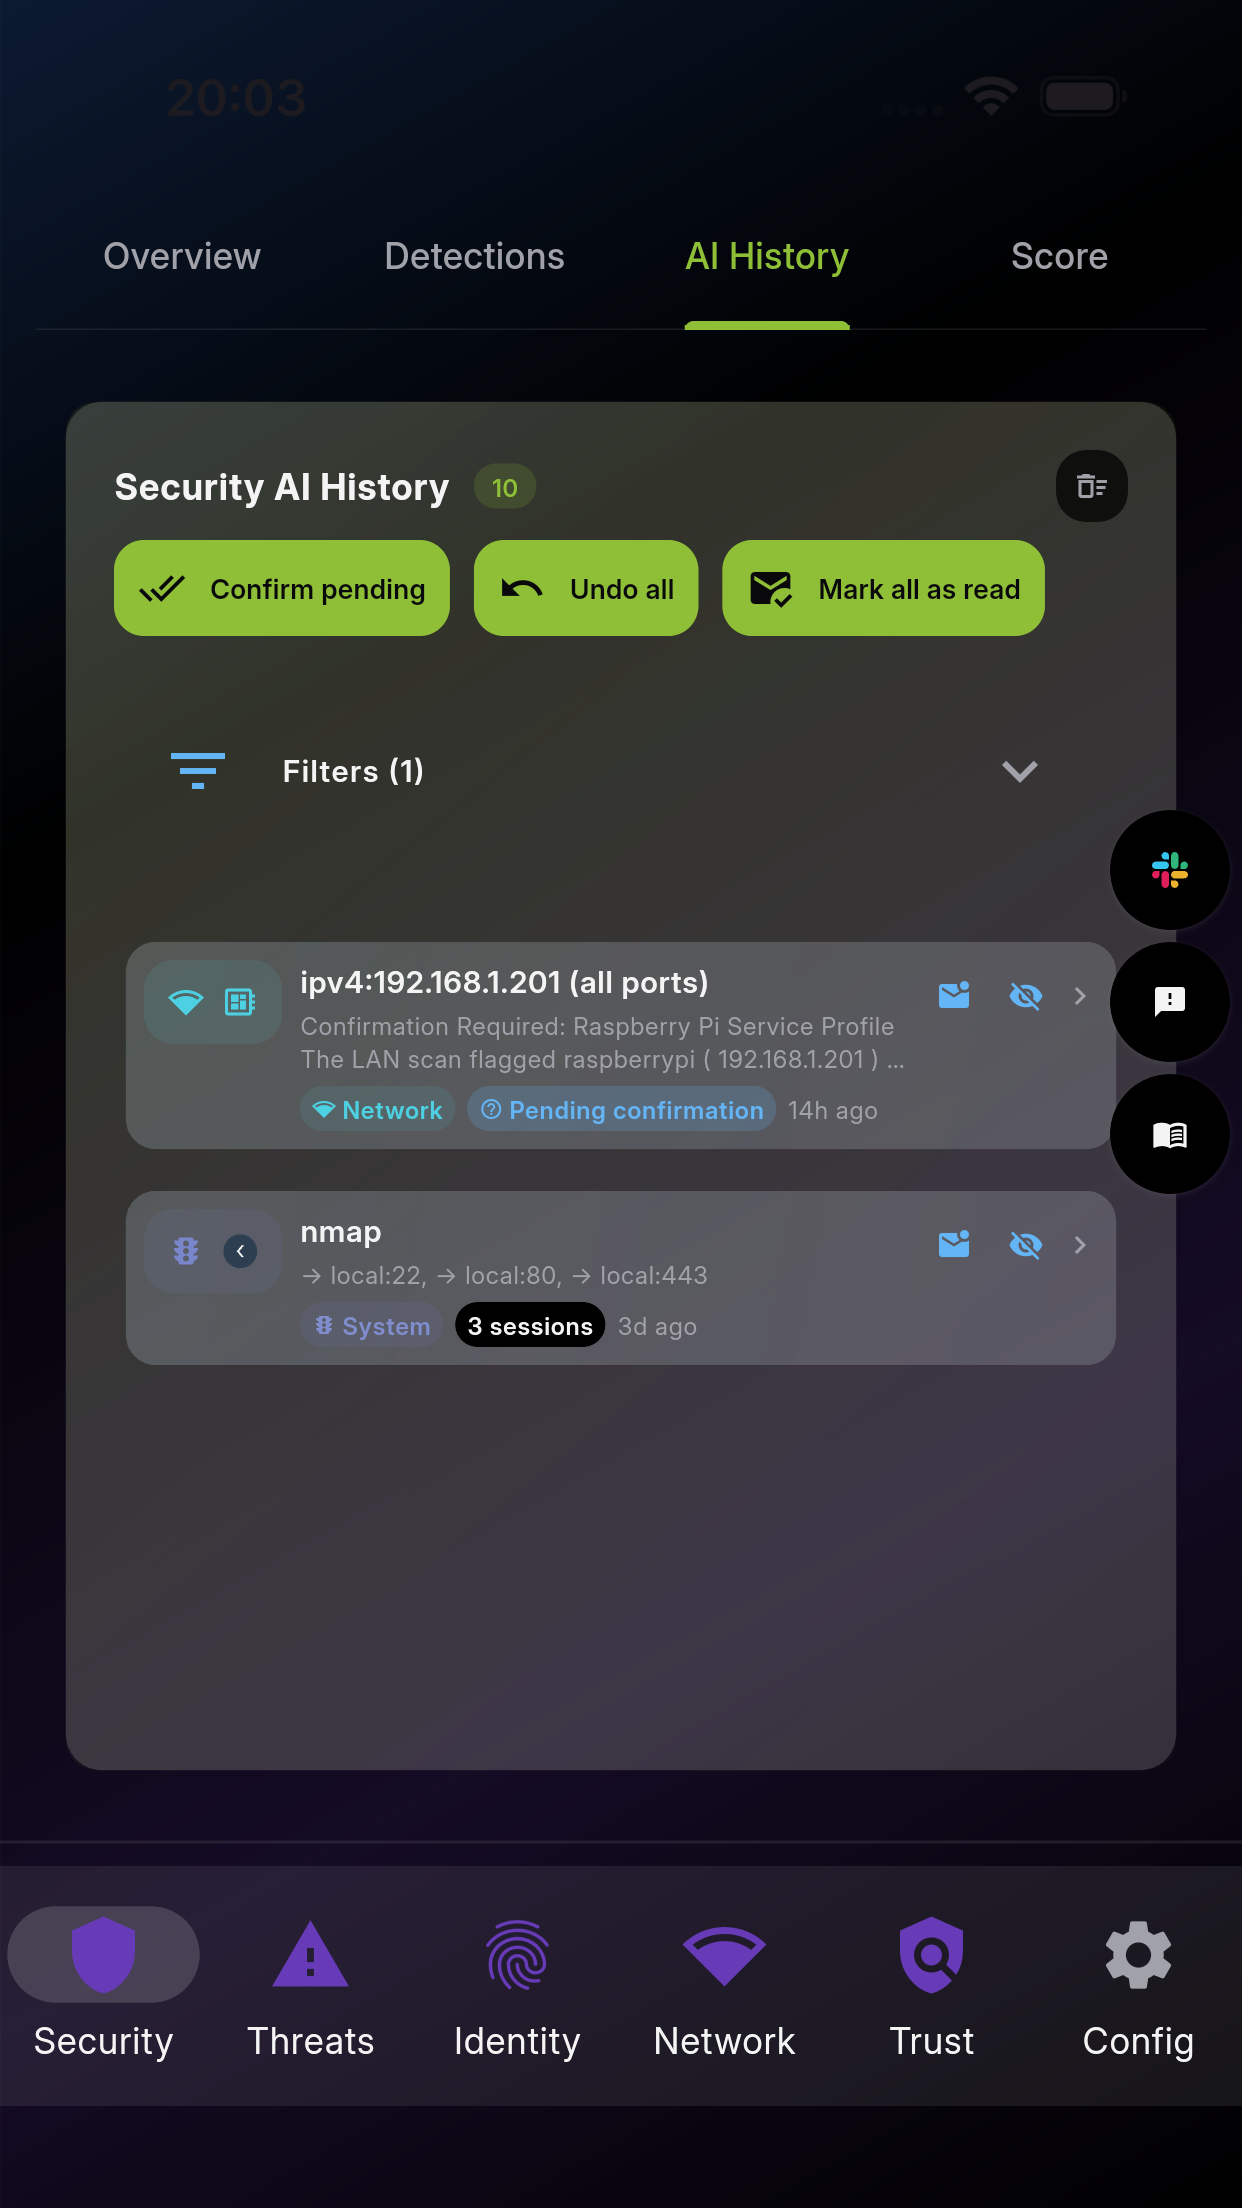 20:03
Overview Detections AI History Score
Security AI History 10
Confirm pending Undo all Mark all as read
Filters (1)
ipv4:192.168.1.201 (all ports)
Confirmation Required: Raspberry Pi Service Profile
The LAN scan flagged raspberrypi ( 192.168.1.201 ) ...
Network Pending confirmation 14h ago
nmap
→ local:22, → local:80, → local:443
System 3 sessions 3d ago
Security Threats Identity Network Trust Config